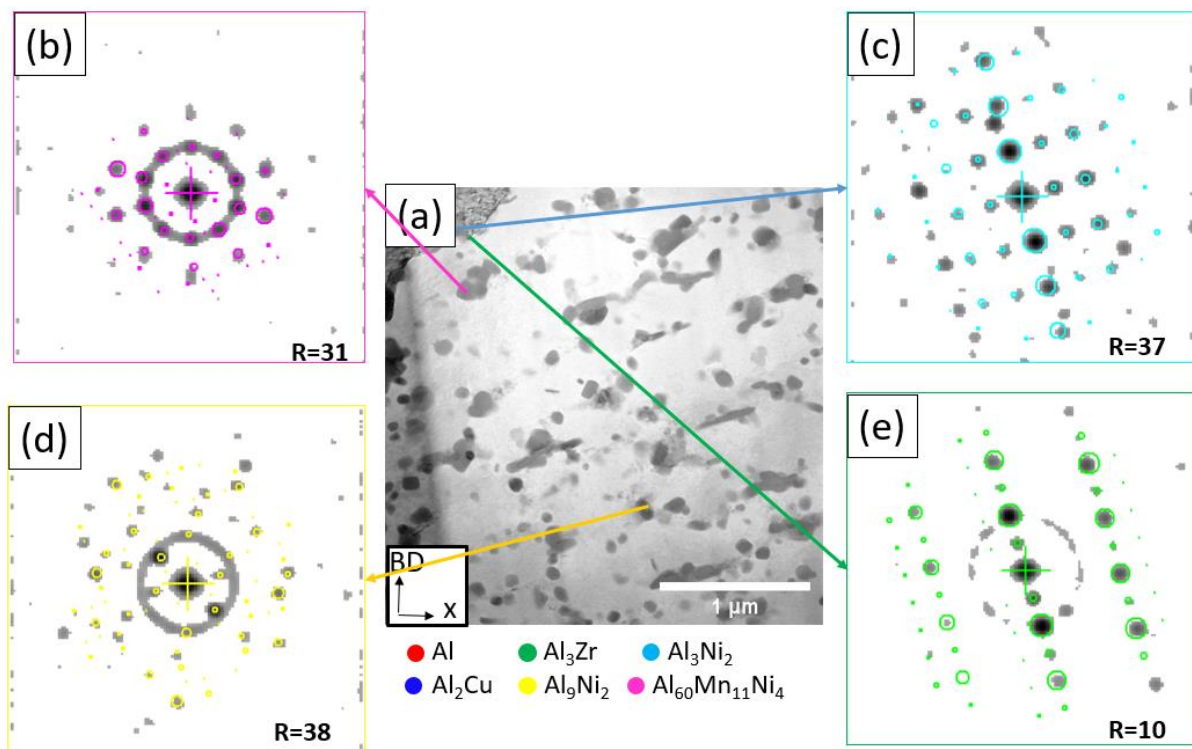 (b)
R=31
(c)
R=37
(a)
BD
x
1 µm
(d)
R=38
(e)
R=10
Al
Al₃Zr
Al₃Ni₂
Al₂Cu
Al₉Ni₂
Al₆₀Mn₁₁Ni₄